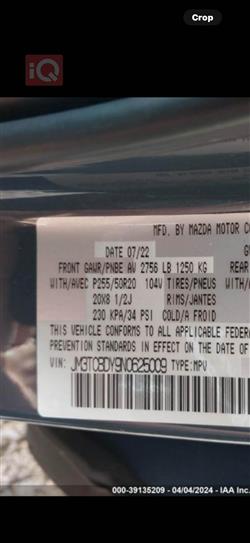 Crop
iQ
MFD. BY MAZDA MOTOR CO
DATE 07/22
FRONT GAWR/PNBE AV 2756 LB 1250 KG REAR
WITH/AVEC P255/50R20 104V TIRES/PNEUS WITH
20X8 1/2J RIMS/JANTES
230 KPA/34 PSI COLD/A FROID
THIS VEHICLE CONFORMS TO ALL APPLICABLE FEDERAL
PREVENTION STANDARDS IN EFFECT ON THE DATE OF
VIN: JM3TCBDY9N0625009 TYPE:MPV
000-39135209 - 04/04/2024 - IAA Inc.